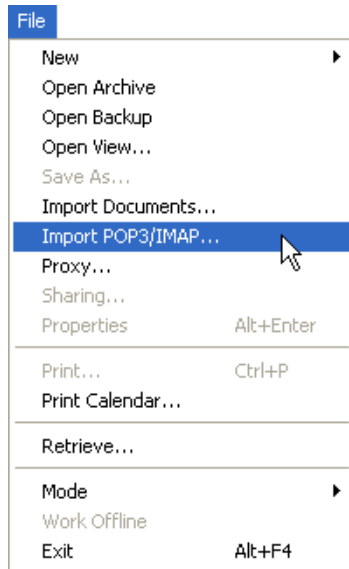 File
New
Open Archive
Open Backup
Open View...
Save As...
Import Documents...
Import POP3/IMAP...
Proxy...
Sharing...
Properties Alt+Enter
Print... Ctrl+P
Print Calendar...
Retrieve...
Mode
Work Offline
Exit Alt+F4